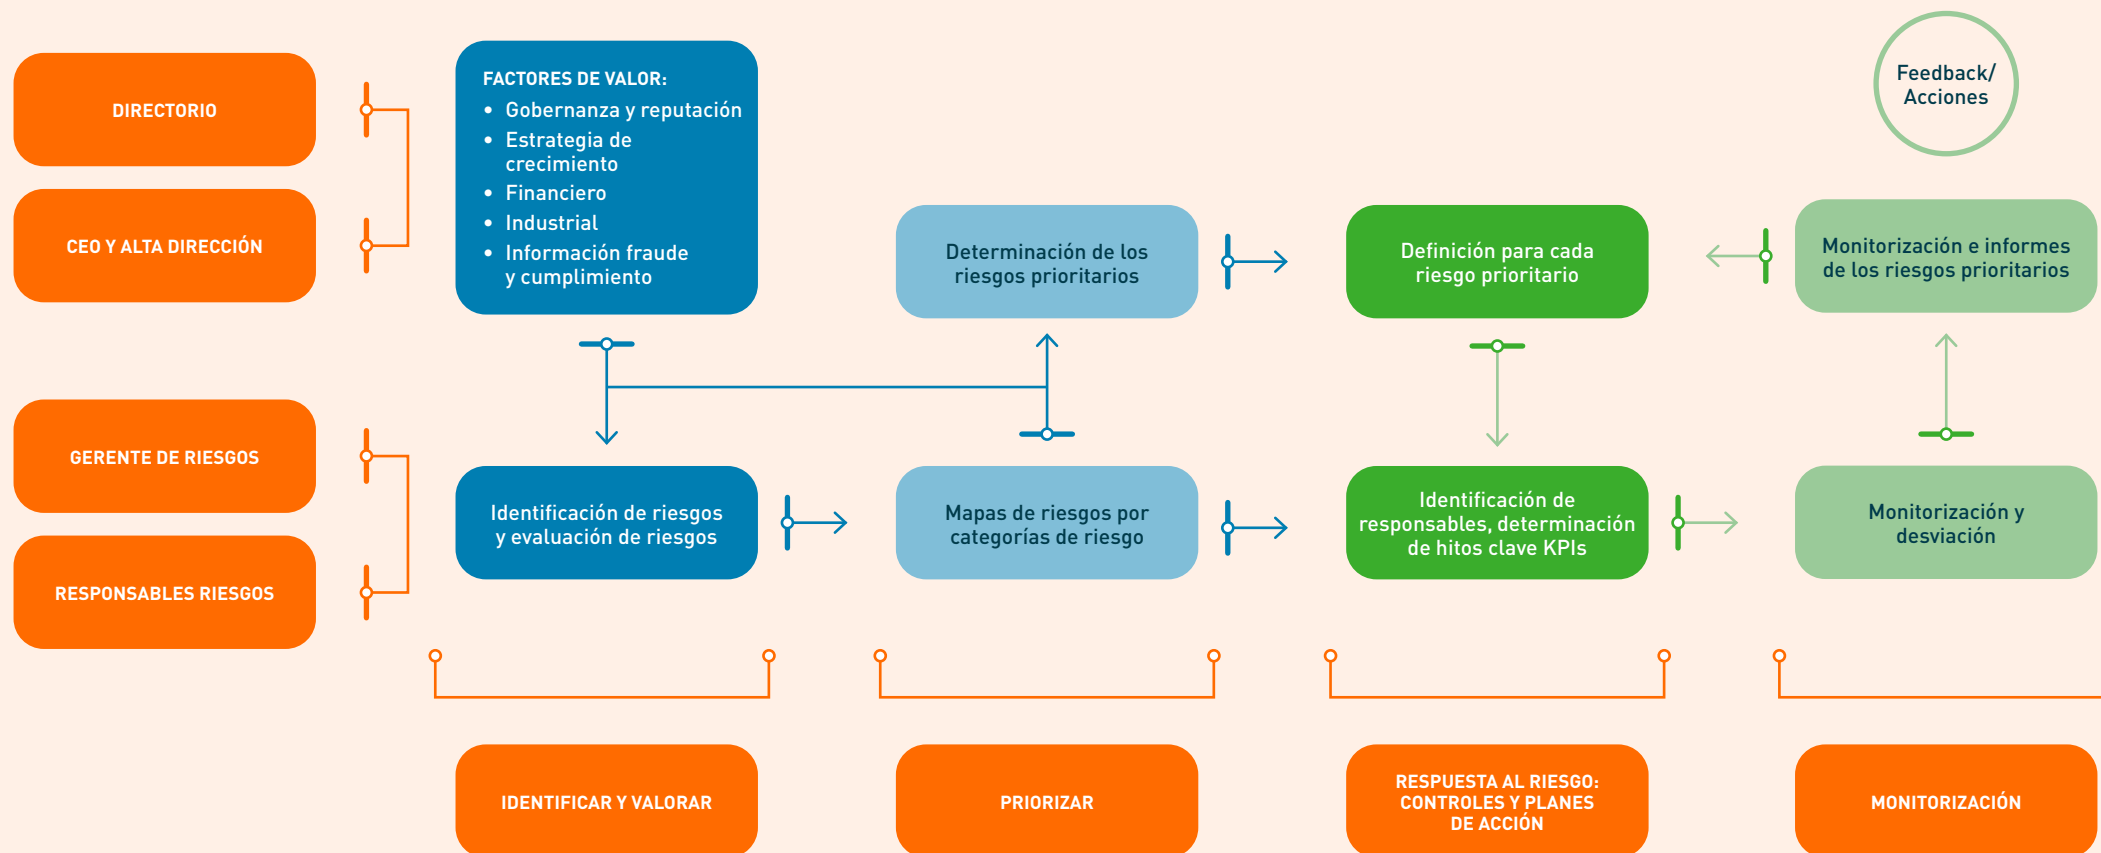 DIRECTORIO
CEO Y ALTA DIRECCIÓN
GERENTE DE RIESGOS
RESPONSABLES RIESGOS
FACTORES DE VALOR:
• Gobernanza y reputación
• Estrategia de
crecimiento
• Financiero
• Industrial
• Información fraude
y cumplimiento
Identificación de riesgos
y evaluación de riesgos
Determinación de los
riesgos prioritarios
Mapas de riesgos por
categorías de riesgo
Definición para cada
riesgo prioritario
Identificación de
responsables, determinación
de hitos clave KPIs
Feedback/
Acciones
Monitorización e informes
de los riesgos prioritarios
Monitorización y
desviación
IDENTIFICAR Y VALORAR
PRIORIZAR
RESPUESTA AL RIESGO:
CONTROLES Y PLANES
DE ACCIÓN
MONITORIZACIÓN